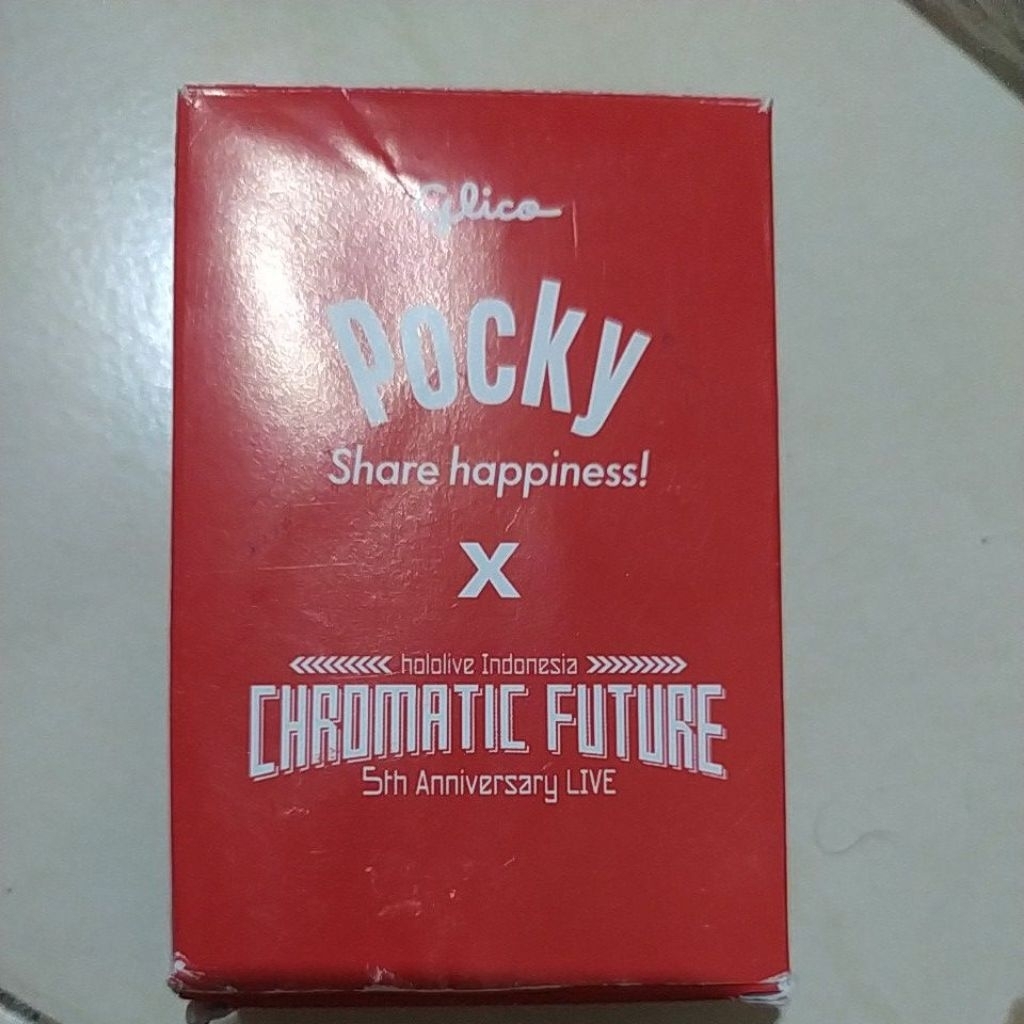 Glico
Pocky
Share happiness!
X
<<<<<<<<< hololive Indonesia >>>>>>>>>
CHROMATIC FUTURE
5th Anniversary LIVE